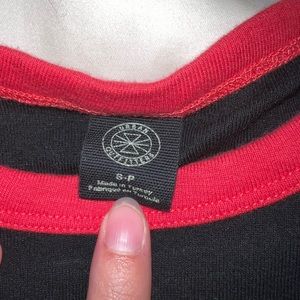 URBAN
OUTFITTERS
S-P
Made in Turkey
Fabriqué en Turquie